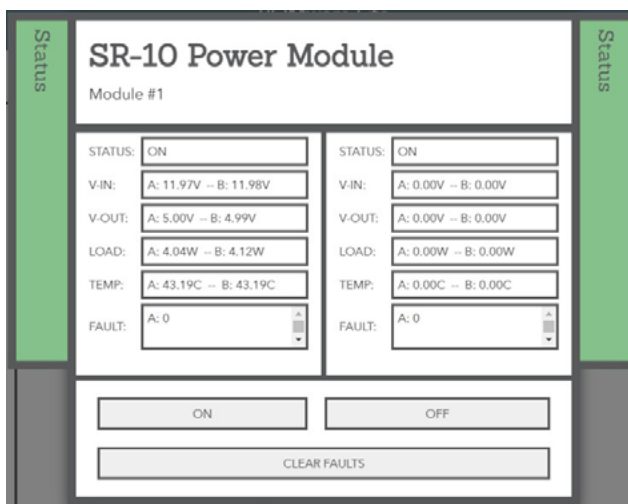 Status
SR-10 Power Module
Module #1
Status
STATUS: ON
V-IN: A: 11.97V -- B: 11.98V
V-OUT: A: 5.00V -- B: 4.99V
LOAD: A: 4.04W -- B: 4.12W
TEMP: A: 43.19C -- B: 43.19C
FAULT: A: 0
STATUS: ON
V-IN: A: 0.00V -- B: 0.00V
V-OUT: A: 0.00V -- B: 0.00V
LOAD: A: 0.00W -- B: 0.00W
TEMP: A: 0.00C -- B: 0.00C
FAULT: A: 0
ON OFF
CLEAR FAULTS